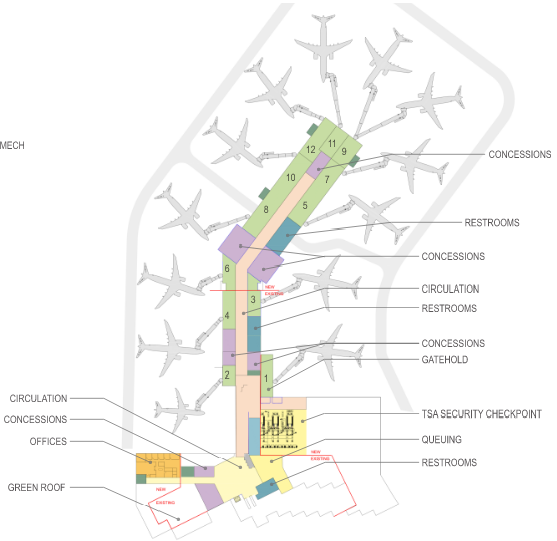 MECH
12
11
9
10
7
CONCESSIONS
8
5
RESTROOMS
CONCESSIONS
6
NEW
EXISTING
3
CIRCULATION
RESTROOMS
4
CONCESSIONS
2
1
GATEHOLD
CIRCULATION
CONCESSIONS
OFFICES
TSA SECURITY CHECKPOINT
QUEUING
NEW
EXISTING
RESTROOMS
GREEN ROOF
NEW
EXISTING